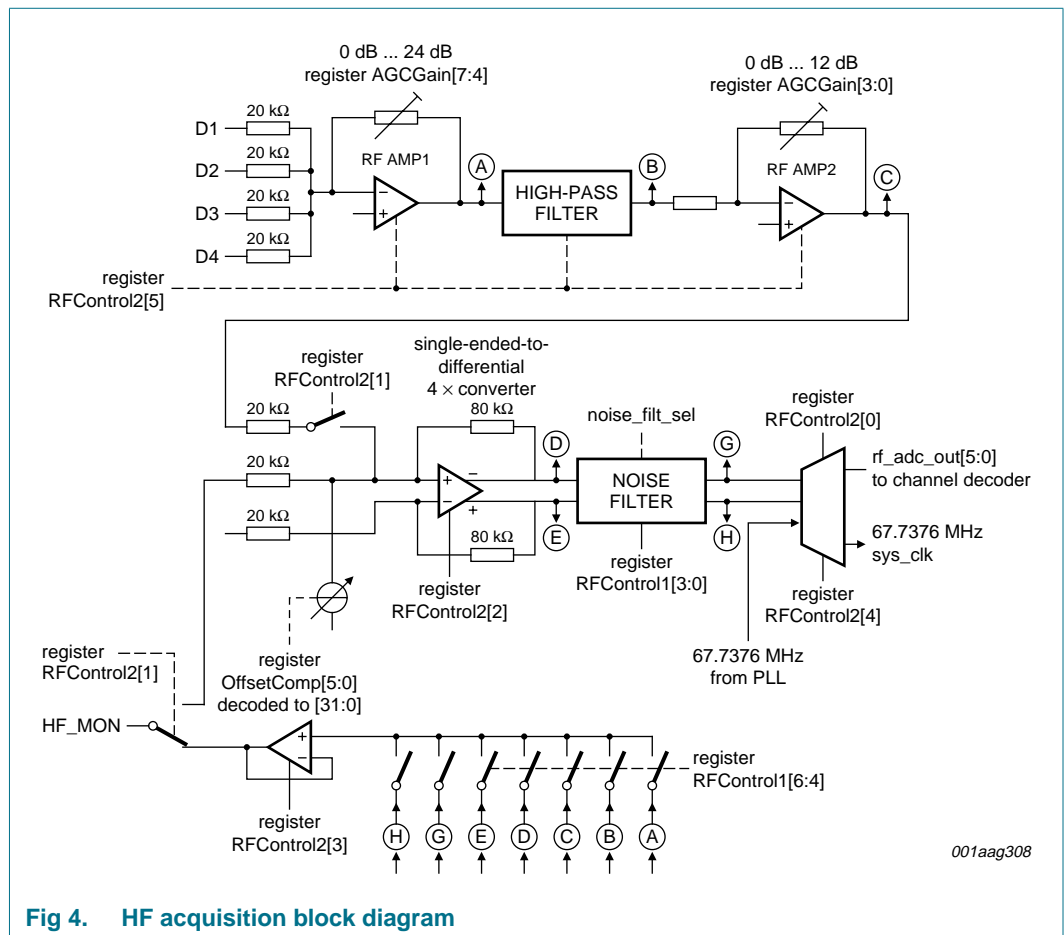 0 dB ... 24 dB
register AGCGain[7:4]
0 dB ... 12 dB
register AGCGain[3:0]
20 kΩ
D1
20 kΩ
D2
20 kΩ
D3
20 kΩ
D4
RF AMP1
−
+
A
HIGH-PASS
FILTER
B
RF AMP2
−
+
C
register
RFControl2[5]
register
RFControl2[1]
single-ended-to-
differential
4 × converter
20 kΩ
20 kΩ
20 kΩ
80 kΩ
+
−
−
+
80 kΩ
D
E
noise_filt_sel
NOISE
FILTER
register
RFControl1[3:0]
G
H
register
RFControl2[0]
rf_adc_out[5:0]
to channel decoder
67.7376 MHz
sys_clk
register
RFControl2[4]
67.7376 MHz
from PLL
register
RFControl2[2]
register
OffsetComp[5:0]
decoded to [31:0]
register
RFControl2[1]
HF_MON
+
−
register
RFControl2[3]
register
RFControl1[6:4]
H G E D C B A
001aag308
Fig 4. HF acquisition block diagram